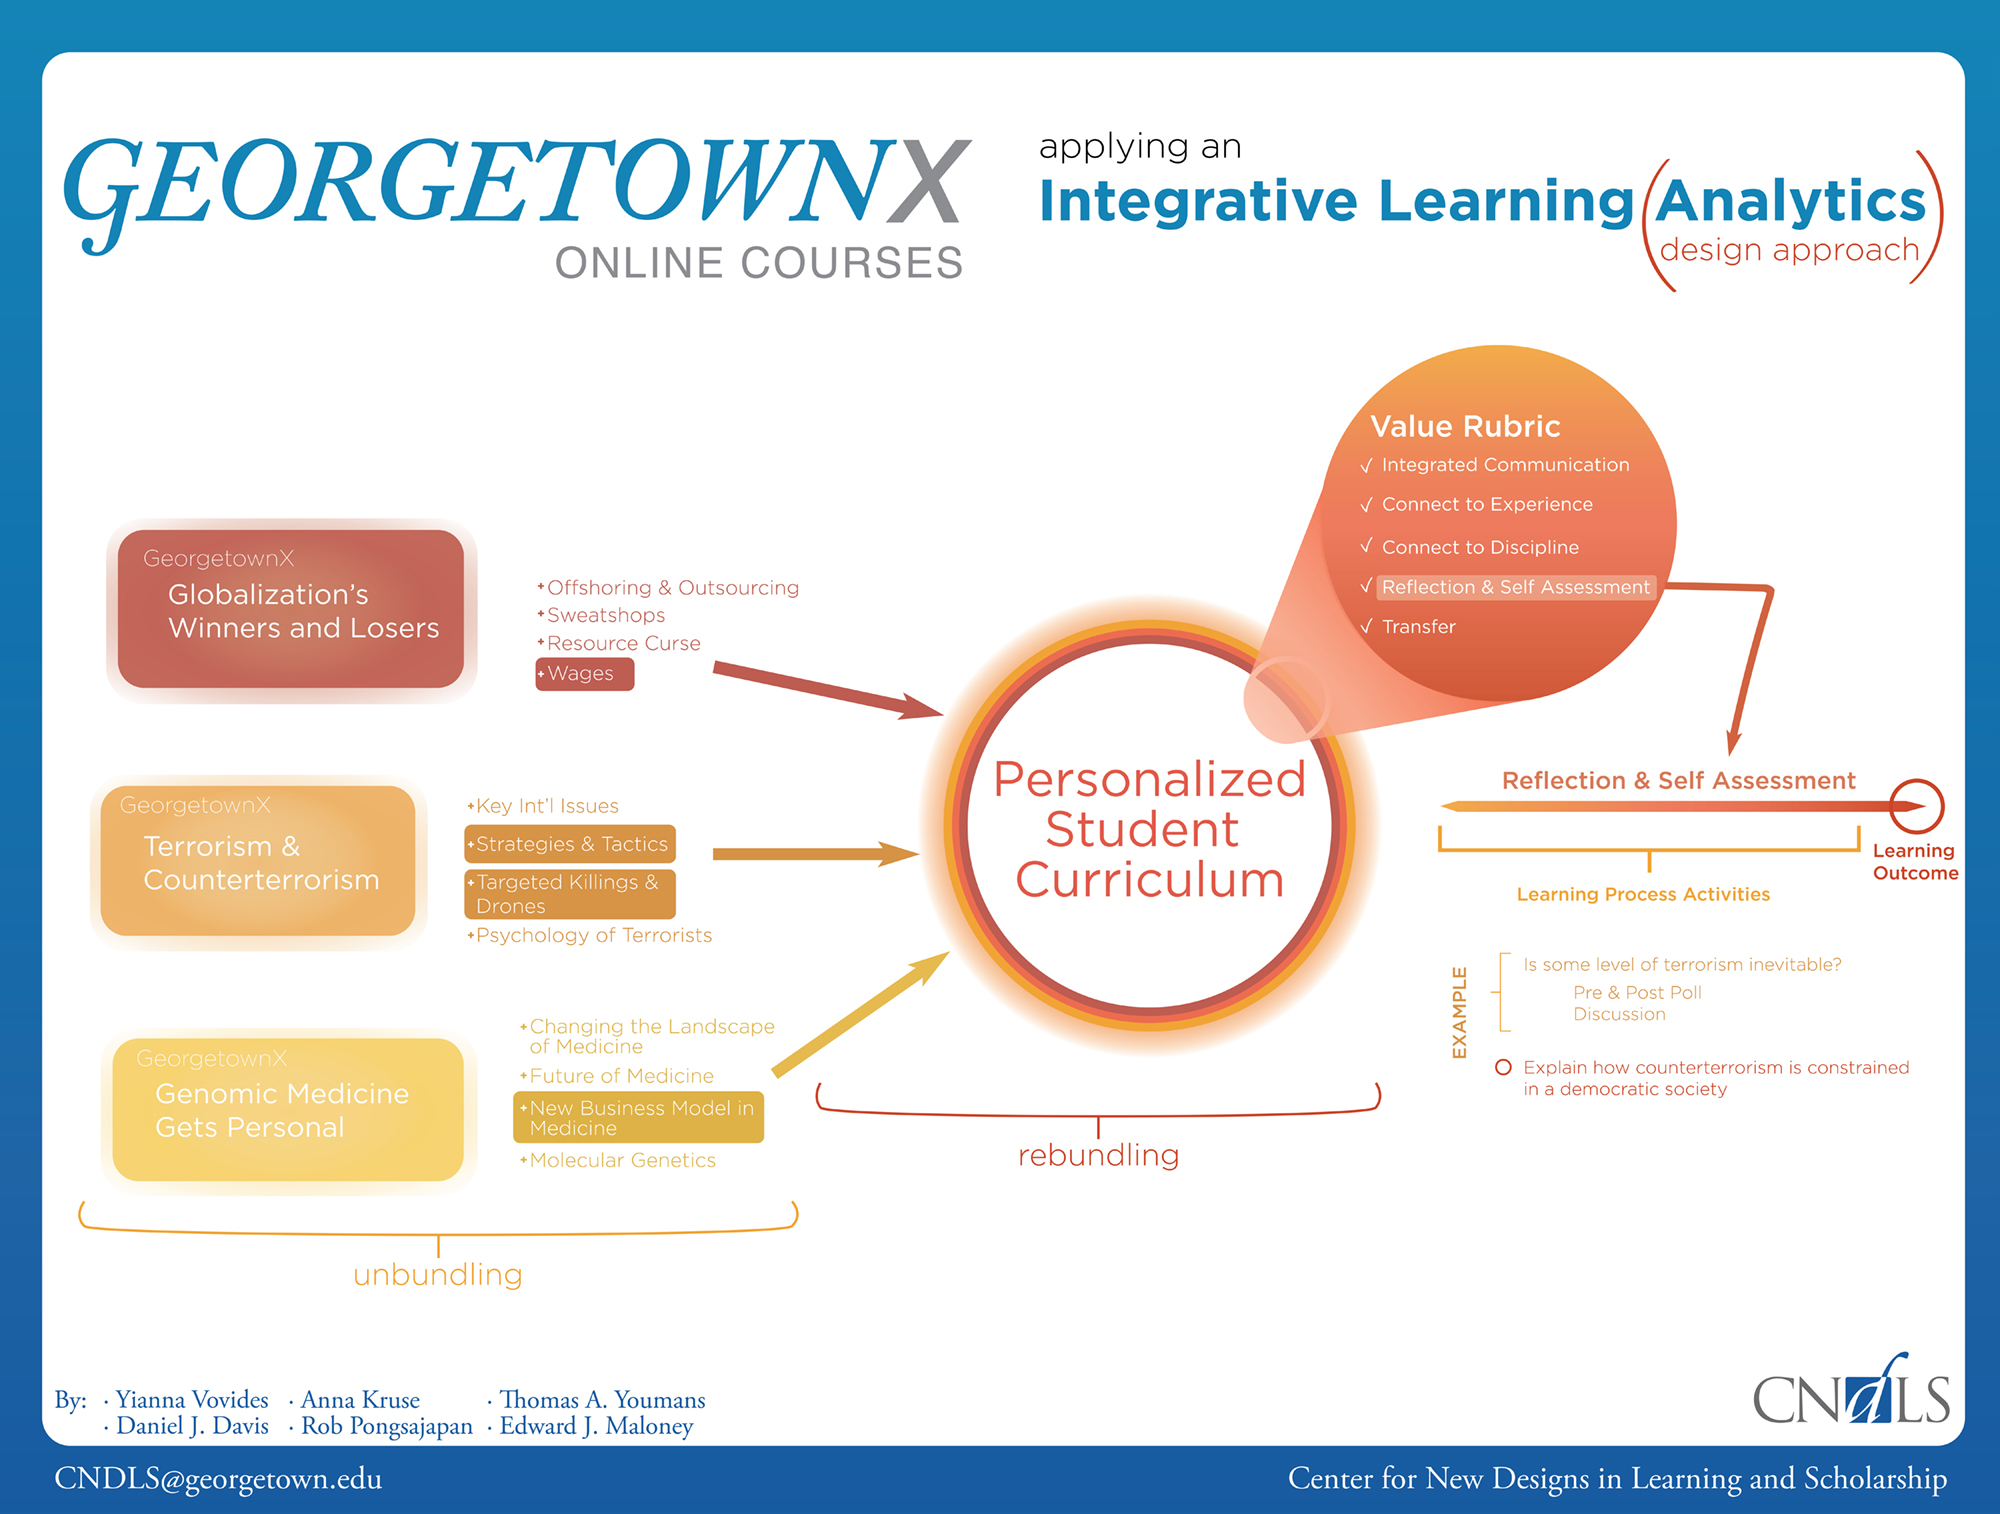 GEORGETOWNX
ONLINE COURSES
applying an
Integrative Learning (Analytics
design approach)
Value Rubric
✓ Integrated Communication
✓ Connect to Experience
✓ Connect to Discipline
✓ Reflection & Self Assessment
✓ Transfer
GeorgetownX
Globalization's
Winners and Losers
+Offshoring & Outsourcing
+Sweatshops
+Resource Curse
+Wages
GeorgetownX
Terrorism &
Counterterrorism
+Key Int'l Issues
+Strategies & Tactics
+Targeted Killings &
Drones
+Psychology of Terrorists
GeorgetownX
Genomic Medicine
Gets Personal
+Changing the Landscape
of Medicine
+Future of Medicine
+New Business Model in
Medicine
+Molecular Genetics
unbundling
Personalized
Student
Curriculum
rebundling
Reflection & Self Assessment
Learning
Outcome
Learning Process Activities
EXAMPLE
Is some level of terrorism inevitable?
Pre & Post Poll
Discussion
Explain how counterterrorism is constrained
in a democratic society
By: · Yianna Vovides · Anna Kruse · Thomas A. Youmans
· Daniel J. Davis · Rob Pongsajapan · Edward J. Maloney
CNdLS
CNDLS@georgetown.edu
Center for New Designs in Learning and Scholarship